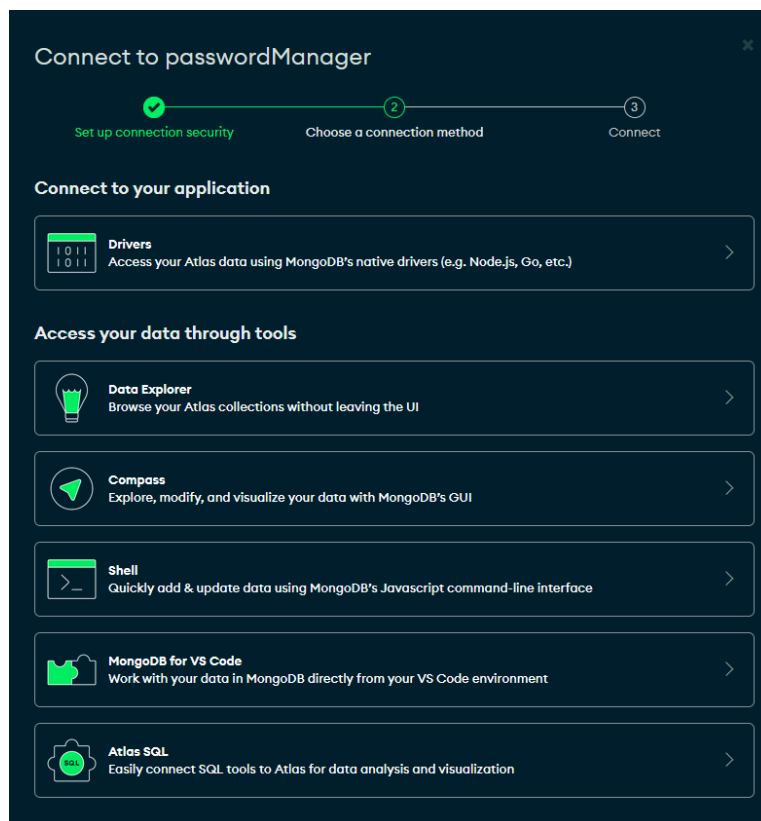 Connect to passwordManager
2
3
Set up connection security
Choose a connection method
Connect
Connect to your application
1011
1011
Drivers
Access your Atlas data using MongoDB's native drivers (e.g. Node.js, Go, etc.)
Access your data through tools
Data Explorer
Browse your Atlas collections without leaving the UI
Compass
Explore, modify, and visualize your data with MongoDB's GUI
>_
Shell
Quickly add & update data using MongoDB's Javascript command-line interface
MongoDB for VS Code
Work with your data in MongoDB directly from your VS Code environment
SQL
Atlas SQL
Easily connect SQL tools to Atlas for data analysis and visualization